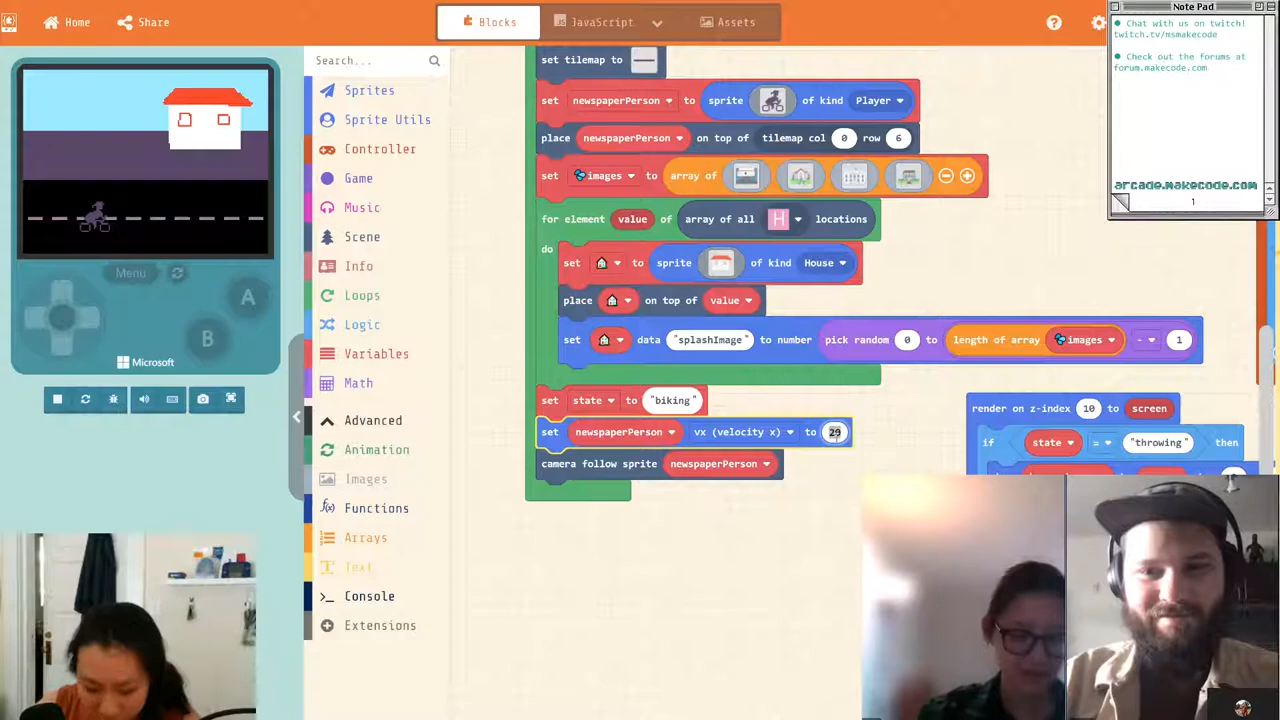 Home
Share
Blocks
JavaScript
Assets
Note Pad
Chat with us on twitch!
twitch.tv/msmakecode
Check out the forums at
forum.makecode.com
arcade.makecode.com
1
Menu
A
B
Microsoft
Search...
Sprites
Sprite Utils
Controller
Game
Music
Scene
Info
Loops
Logic
Variables
Math
Advanced
Animation
Images
Functions
Arrays
Text
Console
Extensions
set tilemap to
set newspaperPerson to sprite of kind Player
place newspaperPerson on top of tilemap col 0 row 6
set images to array of
for element value of array of all H locations
do
set to sprite of kind House
place on top of value
set data "splashImage" to number pick random 0 to length of array images - 1
set state to "biking"
set newspaperPerson vx (velocity x) to 29
camera follow sprite newspaperPerson
render on z-index 10 to screen
if state = "throwing" then